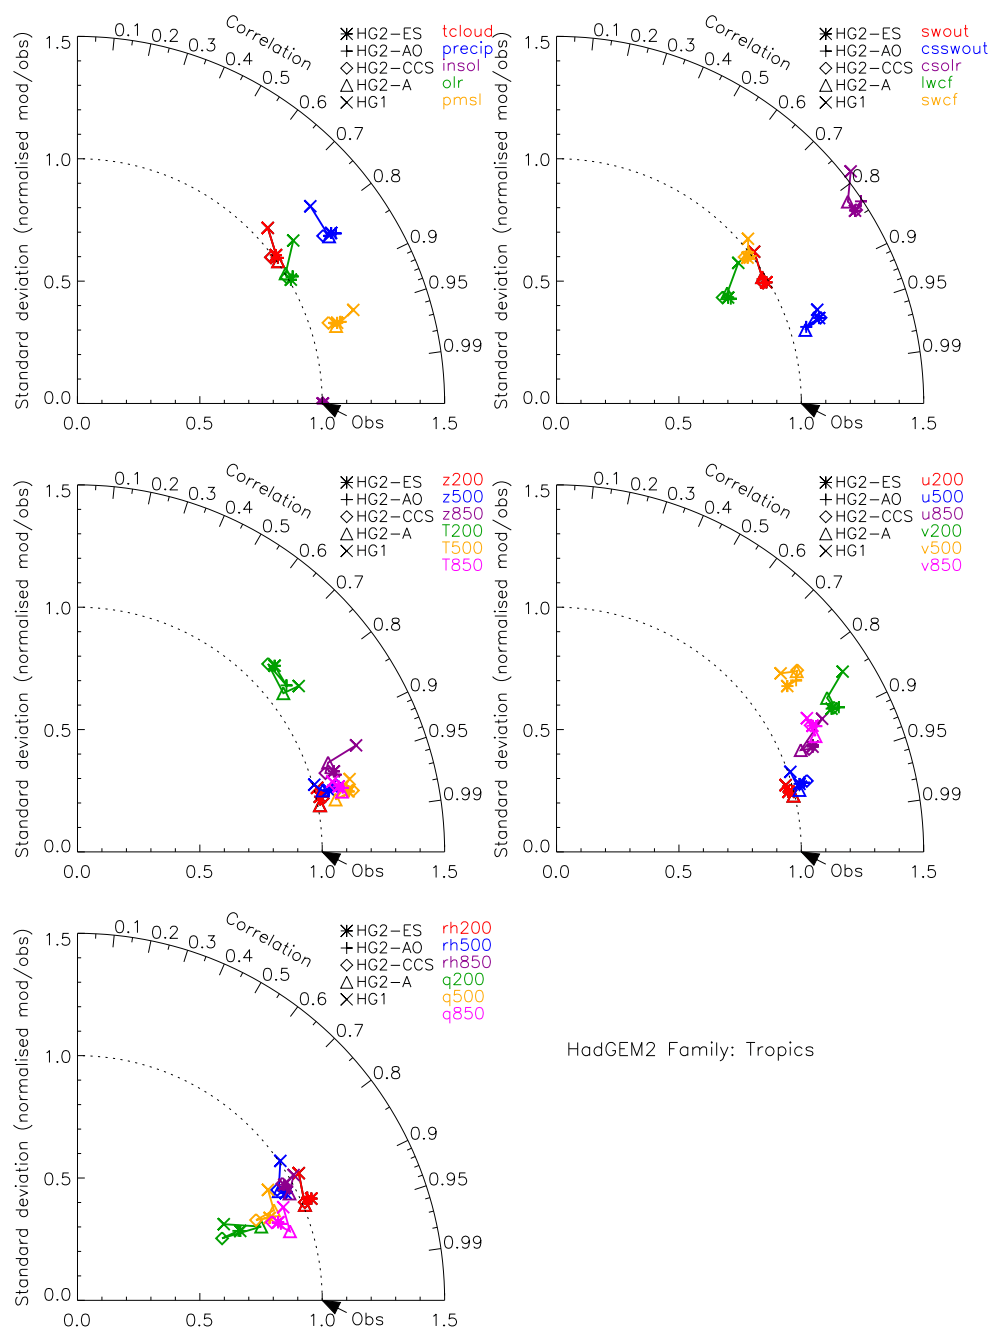 Standard deviation (normalised mod/obs)
1.5
1.0
0.5
0.0
0.0
0.5
1.0
1.5
Correlation
0.1
0.2
0.3
0.4
0.5
0.6
0.7
0.8
0.9
0.95
0.99
Obs
HG2-ES
HG2-AO
HG2-CCS
HG2-A
HG1
tcloud
precip
insol
olr
pmsl
Standard deviation (normalised mod/obs)
1.5
1.0
0.5
0.0
0.0
0.5
1.0
1.5
Correlation
0.1
0.2
0.3
0.4
0.5
0.6
0.7
0.8
0.9
0.95
0.99
Obs
HG2-ES
HG2-AO
HG2-CCS
HG2-A
HG1
swout
csswout
csolr
lwcf
swcf
Standard deviation (normalised mod/obs)
1.5
1.0
0.5
0.0
0.0
0.5
1.0
1.5
Correlation
0.1
0.2
0.3
0.4
0.5
0.6
0.7
0.8
0.9
0.95
0.99
Obs
HG2-ES
HG2-AO
HG2-CCS
HG2-A
HG1
z200
z500
z850
T200
T500
T850
Standard deviation (normalised mod/obs)
1.5
1.0
0.5
0.0
0.0
0.5
1.0
1.5
Correlation
0.1
0.2
0.3
0.4
0.5
0.6
0.7
0.8
0.9
0.95
0.99
Obs
HG2-ES
HG2-AO
HG2-CCS
HG2-A
HG1
u200
u500
u850
v200
v500
v850
Standard deviation (normalised mod/obs)
1.5
1.0
0.5
0.0
0.0
0.5
1.0
1.5
Correlation
0.1
0.2
0.3
0.4
0.5
0.6
0.7
0.8
0.9
0.95
0.99
Obs
HG2-ES
HG2-AO
HG2-CCS
HG2-A
HG1
rh200
rh500
rh850
q200
q500
q850
HadGEM2 Family: Tropics